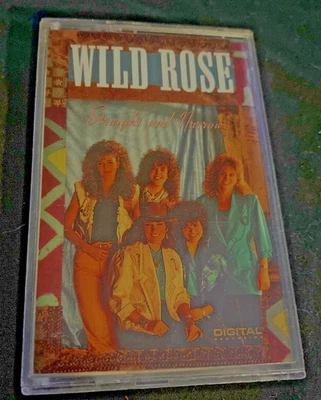 WILD ROSE
Straight and Narrow
DIGITAL